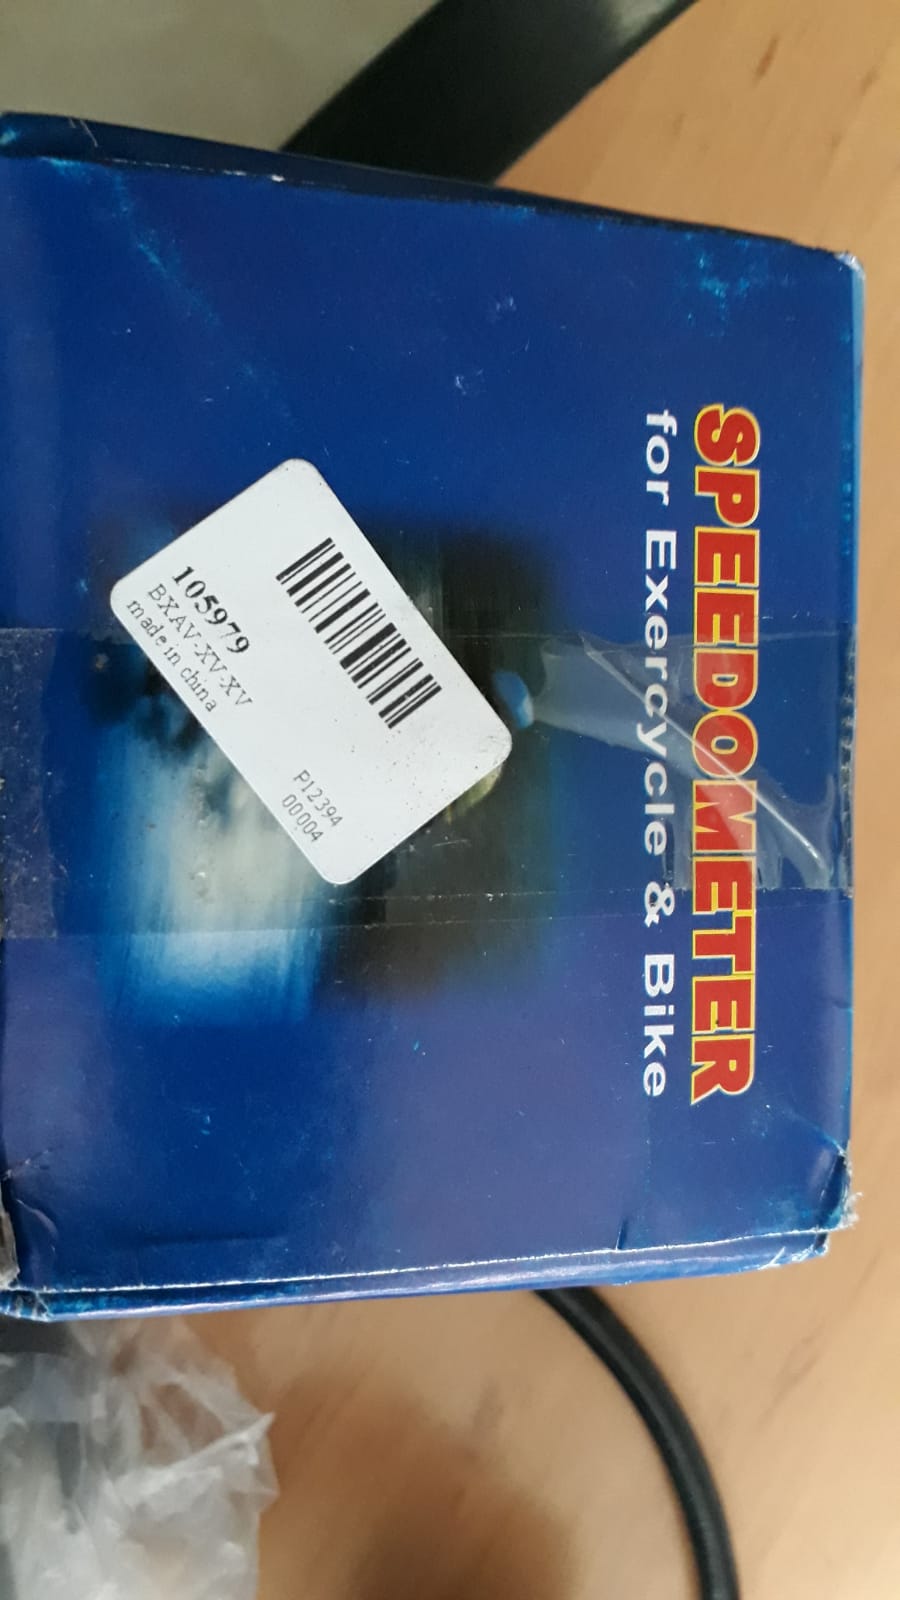 SPEEDOMETER
for Exercycle & Bike
105979
BXAV-XV-XV
made in china
P12394
00004